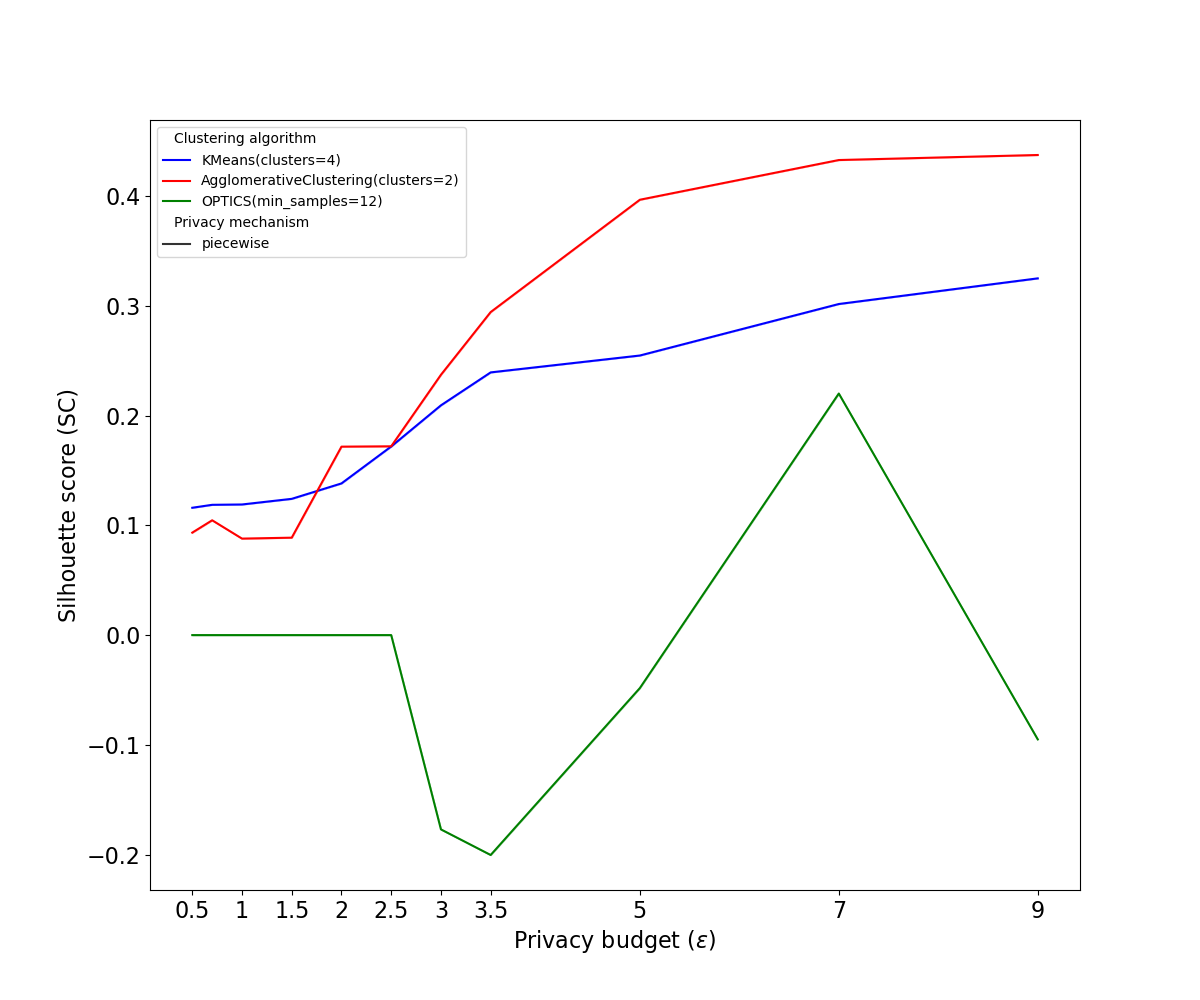 Clustering algorithm
KMeans(clusters=4)
AgglomerativeClustering(clusters=2)
OPTICS(min_samples=12)
Privacy mechanism
piecewise
Silhouette score (SC)
0.4
0.3
0.2
0.1
0.0
−0.1
−0.2
0.5 1 1.5 2 2.5 3 3.5 5 7 9
Privacy budget (ε)